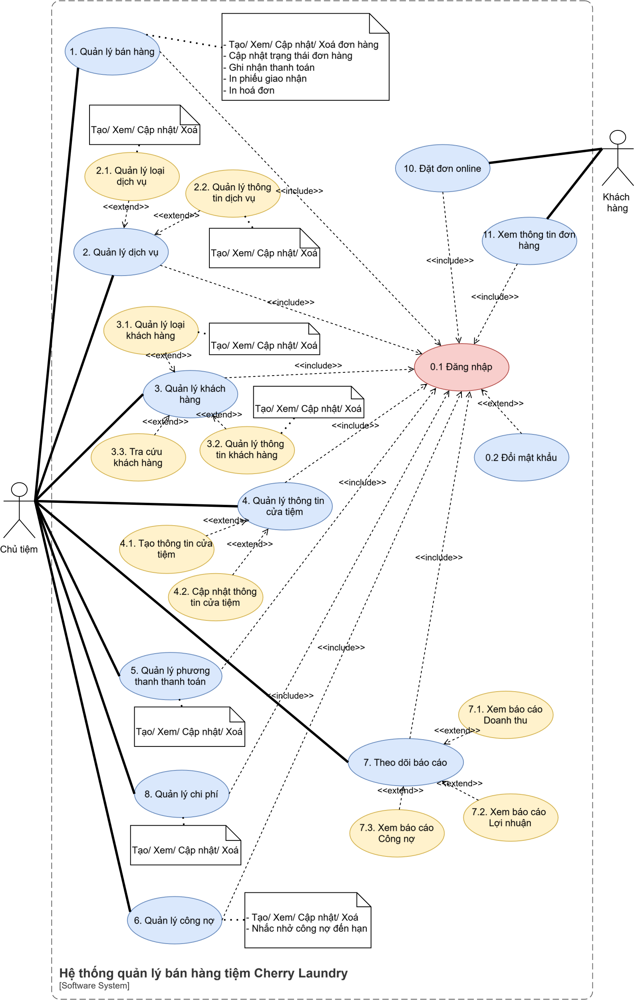 - Tạo/ Xem/ Cập nhật/ Xoá đơn hàng
- Cập nhật trạng thái đơn hàng
- Ghi nhận thanh toán
- In phiếu giao nhận
- In hoá đơn
1. Quản lý bán hàng
Tạo/ Xem/ Cập nhật/ Xoá
2.1. Quản lý loại
dịch vụ
2.2. Quản lý thông
tin dịch vụ
<<include>>
10. Đặt đơn online
Khách
hàng
<<extend>>
<<extend>>
11. Xem thông tin đơn
hàng
2. Quản lý dịch vụ
Tạo/ Xem/ Cập nhật/ Xoá
<<include>>
<<include>>
<<include>>
3.1. Quản lý loại
khách hàng
Tạo/ Xem/ Cập nhật/ Xoá
<<extend>>
<<include>>
0.1 Đăng nhập
3. Quản lý khách
hàng
Tạo/ Xem/ Cập nhật/ Xoá
<<extend>>
<<extend>>
<<extend>>
<<include>>
3.3. Tra cứu
khách hàng
3.2. Quản lý thông
tin khách hàng
0.2 Đổi mật khẩu
<<include>>
4. Quản lý thông tin
cửa tiệm
<<extend>>
Chủ tiệm
4.1. Tạo thông tin cửa
tiệm
<<extend>>
<<include>>
4.2. Cập nhật thông
tin cửa tiệm
<<include>>
5. Quản lý phương
thanh thanh toán
<<include>>
Tạo/ Xem/ Cập nhật/ Xoá
7.1. Xem báo cáo
Doanh thu
<<extend>>
7. Theo dõi báo cáo
<<extend>>
<<extend>>
8. Quản lý chi phí
7.2. Xem báo cáo
Lợi nhuận
7.3. Xem báo cáo
Công nợ
Tạo/ Xem/ Cập nhật/ Xoá
6. Quản lý công nợ
- Tạo/ Xem/ Cập nhật/ Xoá
- Nhắc nhở công nợ đến hạn
Hệ thống quản lý bán hàng tiệm Cherry Laundry
[Software System]